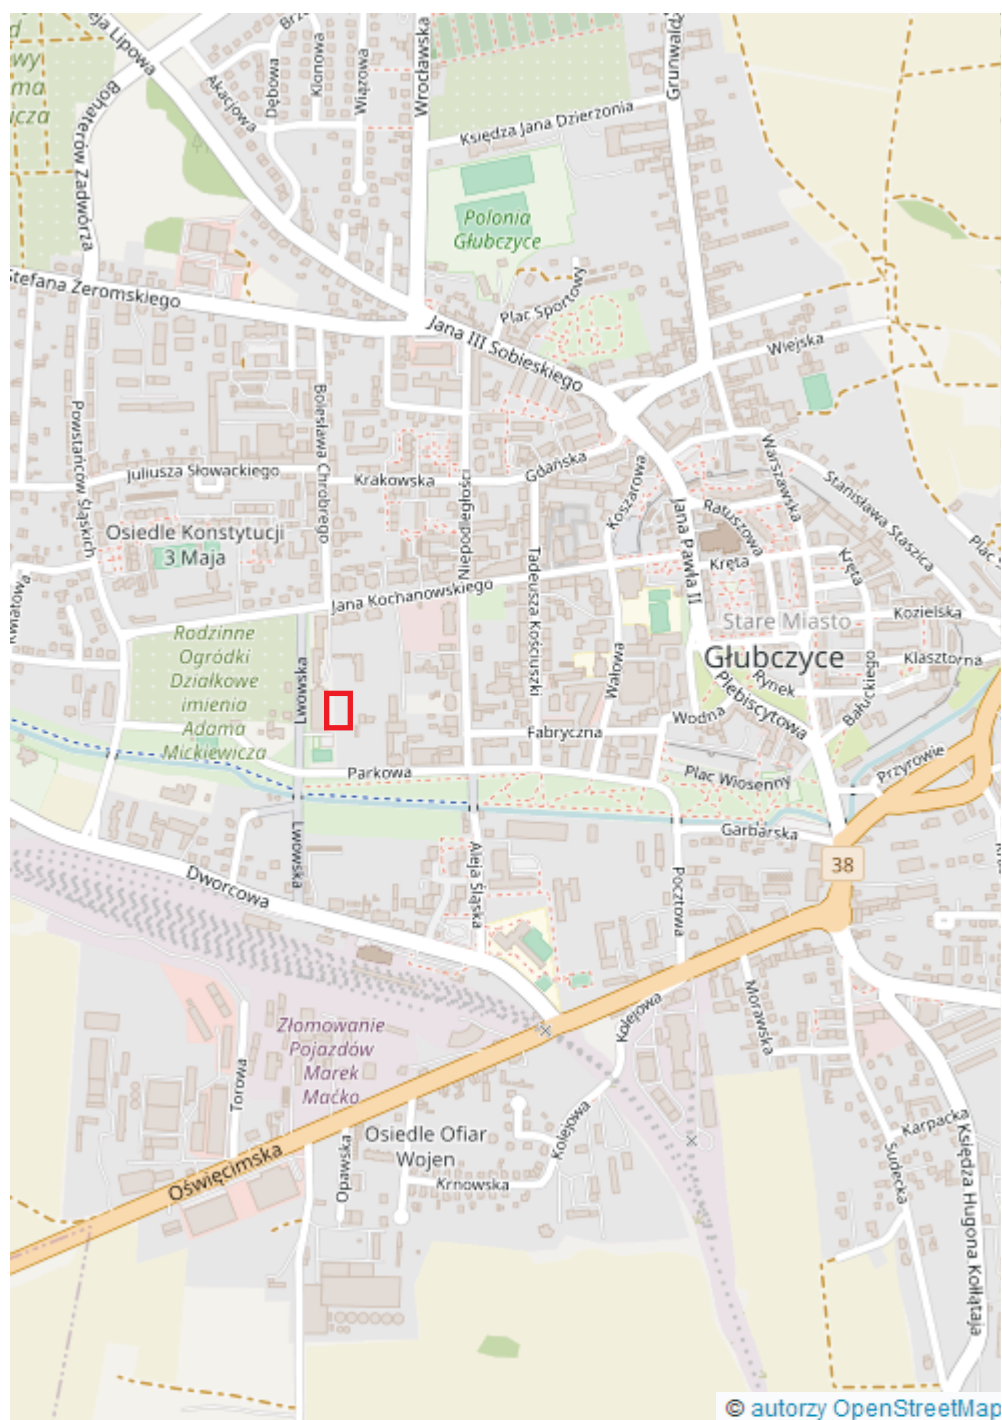 Aleja Lipowa
Brz
Klonowa
Dębowa
Wiązowa
Wrocławska
Grunwaldz
Akacjowa
Bohaterów Zadwórza
Księdza Jana Dzierzonia
Polonia
Głubczyce
Stefana Żeromskiego
Plac Sportowy
Jana III Sobieskiego
Wiejska
Bolesława Chrobrego
Powstańców Śląskich
Juliusza Słowackiego
Krakowska
Gdańska
Niepodległości
Koszarowa
Warszawska
Stanisława Staszica
Jana Pawła II
Ratuszowa
Osiedle Konstytucji
3 Maja
Tadeusza Kościuszki
Kręta
Kręta
Plac S
Kwiatowa
Jana Kochanowskiego
Stare Miasto
Kozielska
Rodzinne
Ogródki
Działkowe
imienia
Adama
Mickiewicza
Lwowska
Wałowa
Głubczyce
Klasztorna
Rynek
Bałuckiego
Plebiscytowa
Wodna
Fabryczna
Parkowa
Plac Wiosenny
Przyrowie
Garbarska
Lwowska
Aleja Śląska
38
Dworcowa
Pocztowa
Morawska
Kolejowa
Złomowanie
Pojazdów
Marek
Maćko
Torowa
Osiedle Ofiar
Wojen
Kolejowa
Karpacka
Opawska
Krnowska
Oświęcimska
Sudecka
Księdza Hugona Kołłątaja
© autorzy OpenStreetMap